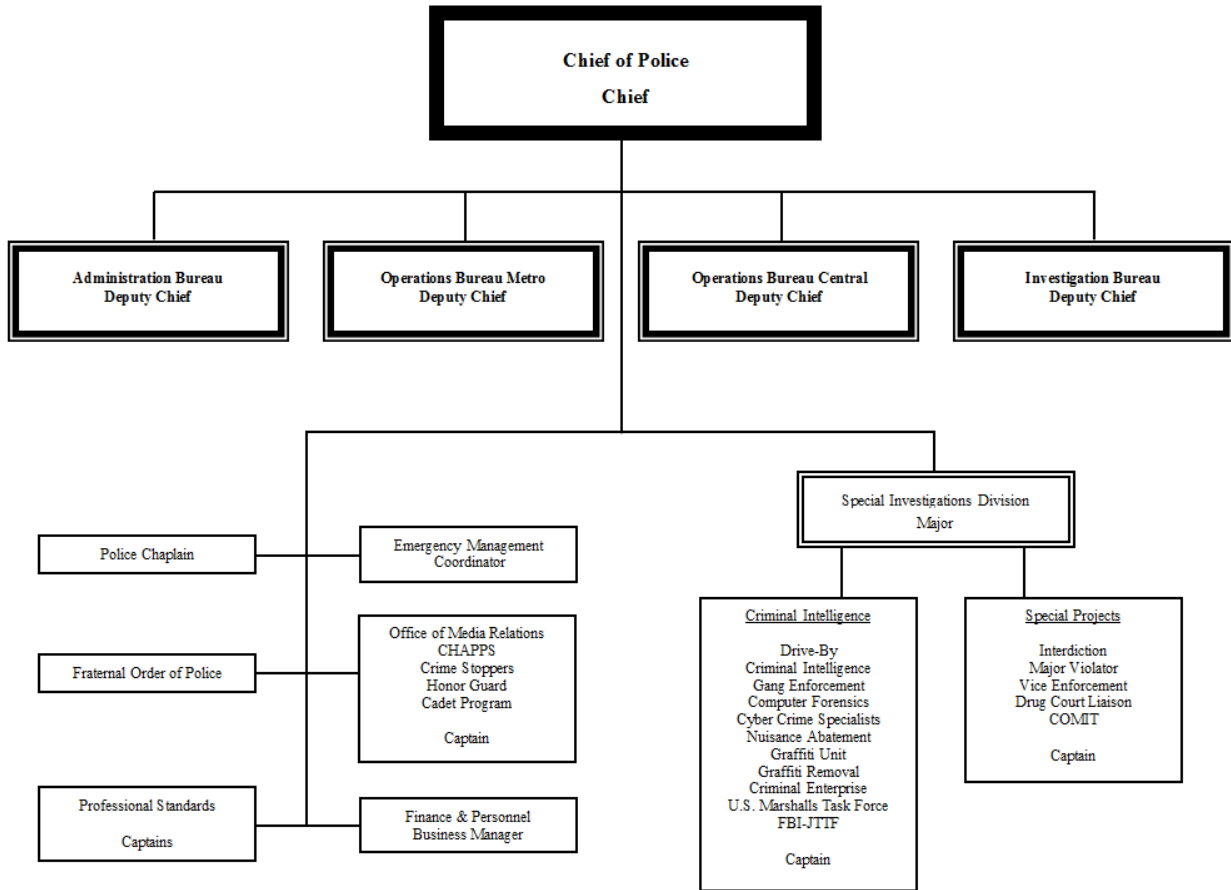 Chief of Police
Chief
Administration Bureau
Deputy Chief
Operations Bureau Metro
Deputy Chief
Operations Bureau Central
Deputy Chief
Investigation Bureau
Deputy Chief
Special Investigations Division
Major
Police Chaplain
Emergency Management
Coordinator
Fraternal Order of Police
Office of Media Relations
CHAPPS
Crime Stoppers
Honor Guard
Cadet Program
Captain
Professional Standards
Captains
Finance & Personnel
Business Manager
Criminal Intelligence
Drive-By
Criminal Intelligence
Gang Enforcement
Computer Forensics
Cyber Crime Specialists
Nuisance Abatement
Graffiti Unit
Graffiti Removal
Criminal Enterprise
U.S. Marshalls Task Force
FBI-JTTF
Captain
Special Projects
Interdiction
Major Violator
Vice Enforcement
Drug Court Liaison
COMIT
Captain